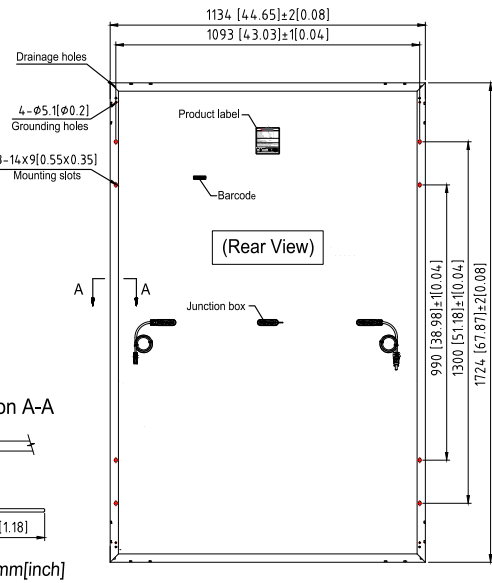 1134 [44.65]±2[0.08]
1093 [43.03]±1[0.04]
Drainage holes
4-Φ5.1[Φ0.2]
Grounding holes
Product label
-14x9[0.55x0.35]
Mounting slots
Barcode
(Rear View)
A
A
Junction box
990 [38.98]±1[0.04]
1300 [51.18]±1[0.04]
1724 [67.87]±2[0.08]
on A-A
[1.18]
mm[inch]